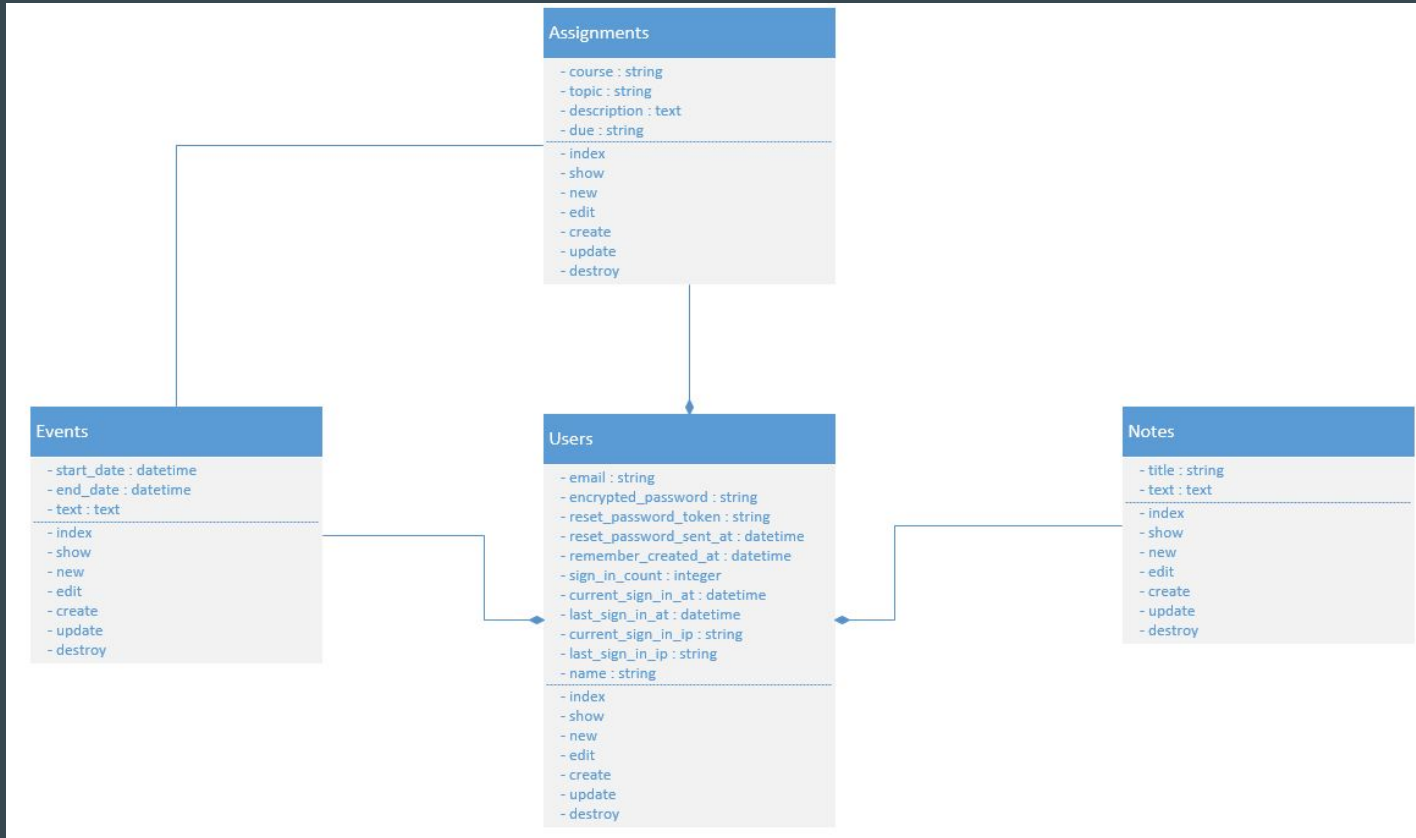 Assignments
- course : string
- topic : string
- description : text
- due : string
- index
- show
- new
- edit
- create
- update
- destroy
Events
- start_date : datetime
- end_date : datetime
- text : text
- index
- show
- new
- edit
- create
- update
- destroy
Users
- email : string
- encrypted_password : string
- reset_password_token : string
- reset_password_sent_at : datetime
- remember_created_at : datetime
- sign_in_count : integer
- current_sign_in_at : datetime
- last_sign_in_at : datetime
- current_sign_in_ip : string
- last_sign_in_ip : string
- name : string
- index
- show
- new
- edit
- create
- update
- destroy
Notes
- title : string
- text : text
- index
- show
- new
- edit
- create
- update
- destroy